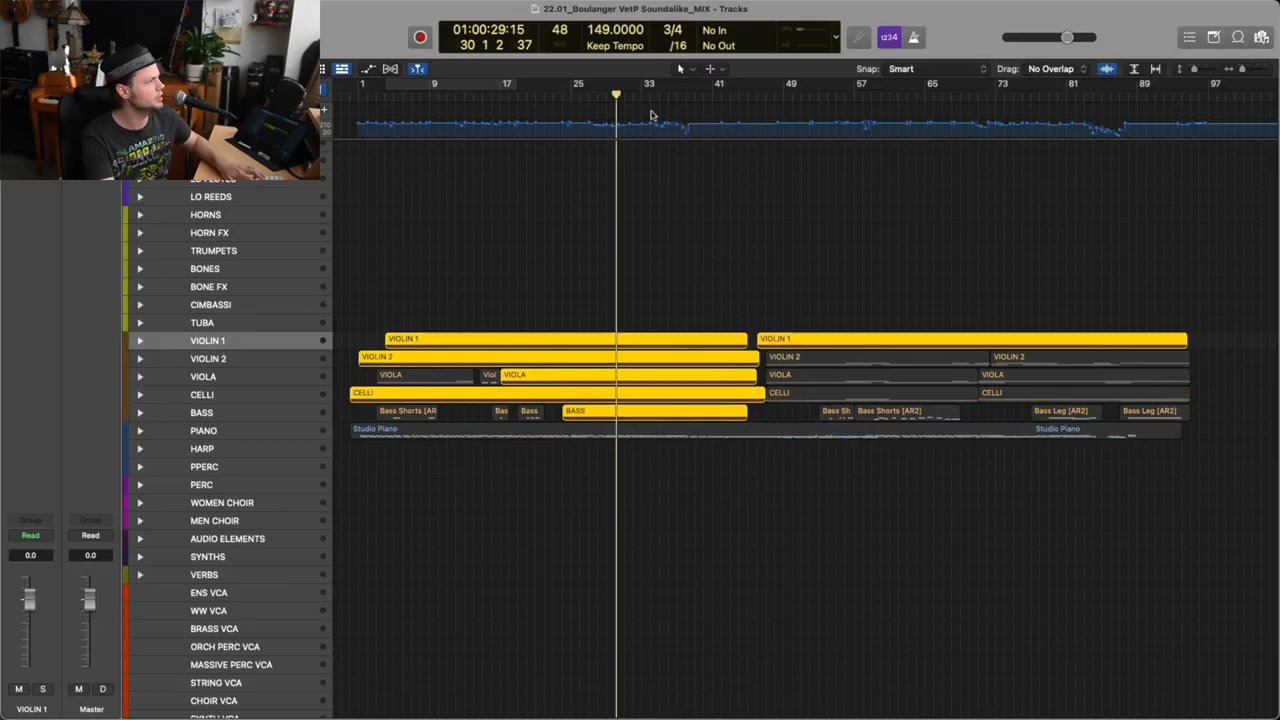 22.01_Boulanger VetP Soundalike_MIX - Tracks
01:00:29:15 48 149.0000 3/4 No In
30 1 2 37 Keep Tempo /16 No Out
1234
Snap: Smart Drag: No Overlap
1 9 17 25 33 41 49 57 65 73 81 89 97
210
20
LO REEDS
HORNS
HORN FX
TRUMPETS
BONES
BONE FX
CIMBASSI
TUBA
VIOLIN 1 VIOLIN 1 VIOLIN 1
VIOLIN 2 VIOLIN 2 VIOLIN 2 VIOLIN 2
VIOLA VIOLA Viol VIOLA VIOLA VIOLA
CELLI CELLI CELLI CELLI
BASS Bass Shorts [AR Bas Bass BASS Bass Sh Bass Shorts [AR2] Bass Leg [AR2] Bass Leg [AR2]
PIANO Studio Piano Studio Piano
HARP
PPERC
PERC
WOMEN CHOIR
MEN CHOIR
Group Group
Read Read
AUDIO ELEMENTS
0.0 0.0
SYNTHS
VERBS
ENS VCA
WW VCA
BRASS VCA
ORCH PERC VCA
MASSIVE PERC VCA
STRING VCA
M S M D
CHOIR VCA
VIOLIN 1 Master